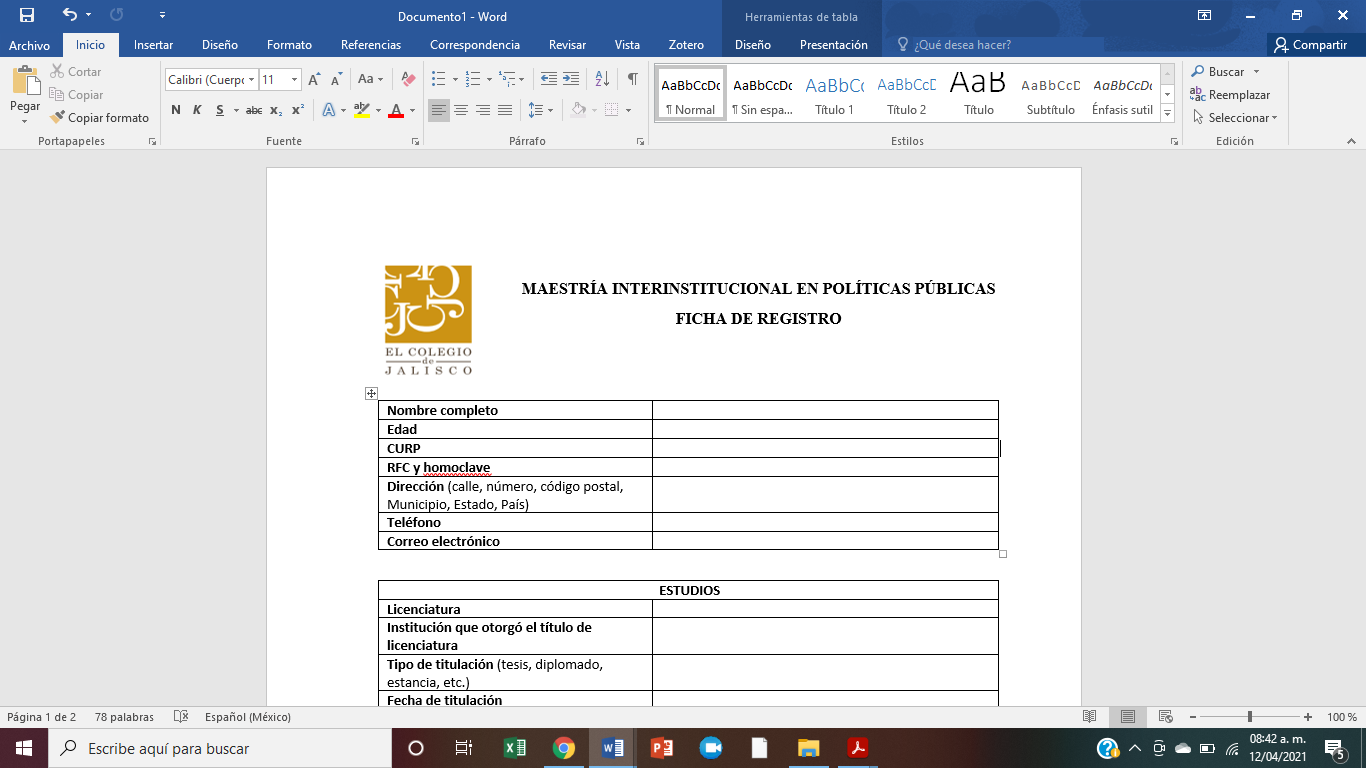 Documento1 - Word
Herramientas de tabla
Archivo Inicio Insertar Diseño Formato Referencias Correspondencia Revisar Vista Zotero Diseño Presentación ¿Qué desea hacer? Compartir
Pegar
Cortar
Copiar
Copiar formato
Portapapeles
Calibri (Cuerpo 11
Aa
N K S abc x₂ x² A ab A
Fuente
Párrafo
AaBbCcDc AaBbCcDc AaBbCc AaBbCcD AaB AaBbCcD AaBbCcDc
¶ Normal ¶ Sin espa... Título 1 Título 2 Título Subtítulo Énfasis sutil
Estilos
Buscar
Reemplazar
Seleccionar
Edición
EL COLEGIO
de
JALISCO
MAESTRÍA INTERINSTITUCIONAL EN POLÍTICAS PÚBLICAS
FICHA DE REGISTRO
Nombre completo
Edad
CURP
RFC y homoclave
Dirección (calle, número, código postal,
Municipio, Estado, País)
Teléfono
Correo electrónico
ESTUDIOS
Licenciatura
Institución que otorgó el título de
licenciatura
Tipo de titulación (tesis, diplomado,
estancia, etc.)
Fecha de titulación
Página 1 de 2 78 palabras Español (México) 100 %
Escribe aquí para buscar
08:42 a. m.
12/04/2021
5